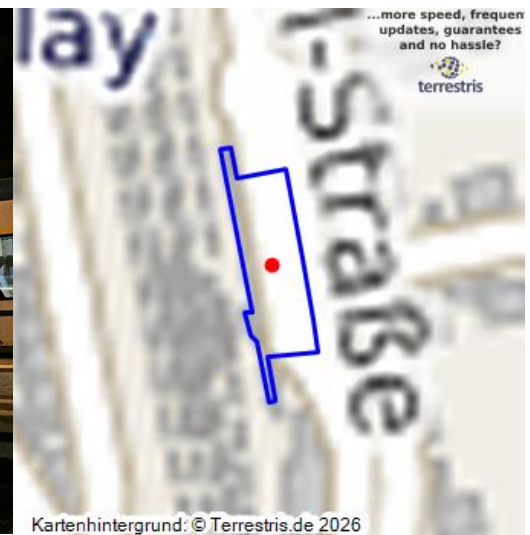 ...more speed, frequen
updates, guarantees
and no hassle?
terrestris
lay
-Straße
Kartenhintergrund: © Terrestris.de 2026